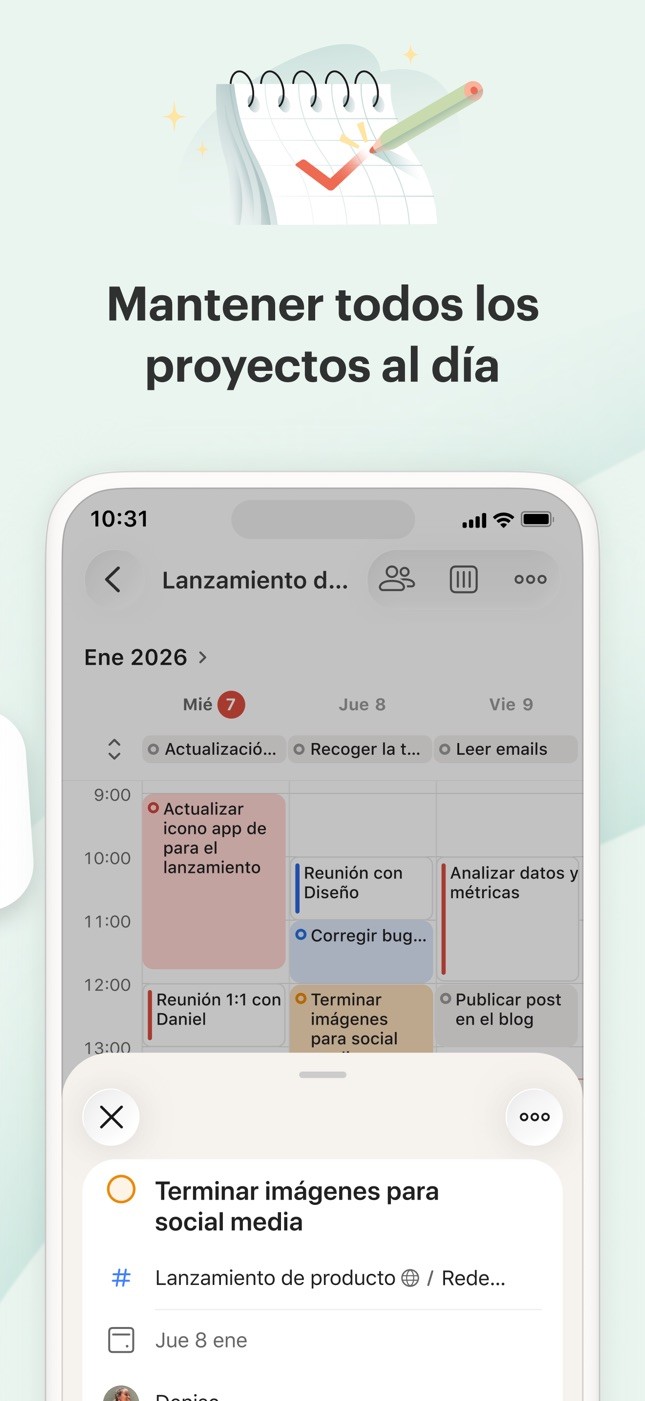 Mantener todos los
proyectos al día
10:31
Lanzamiento d...
Ene 2026
Mié 7
Jue 8
Vie 9
Actualizació...
Recoger la t...
Leer emails
9:00
Actualizar
icono app de
para el
lanzamiento
10:00
Reunión con
Diseño
Analizar datos y
métricas
11:00
Corregir bug...
12:00
Reunión 1:1 con
Daniel
Terminar
imágenes
para social
Publicar post
en el blog
13:00
Terminar imágenes para
social media
# Lanzamiento de producto / Rede...
Jue 8 ene